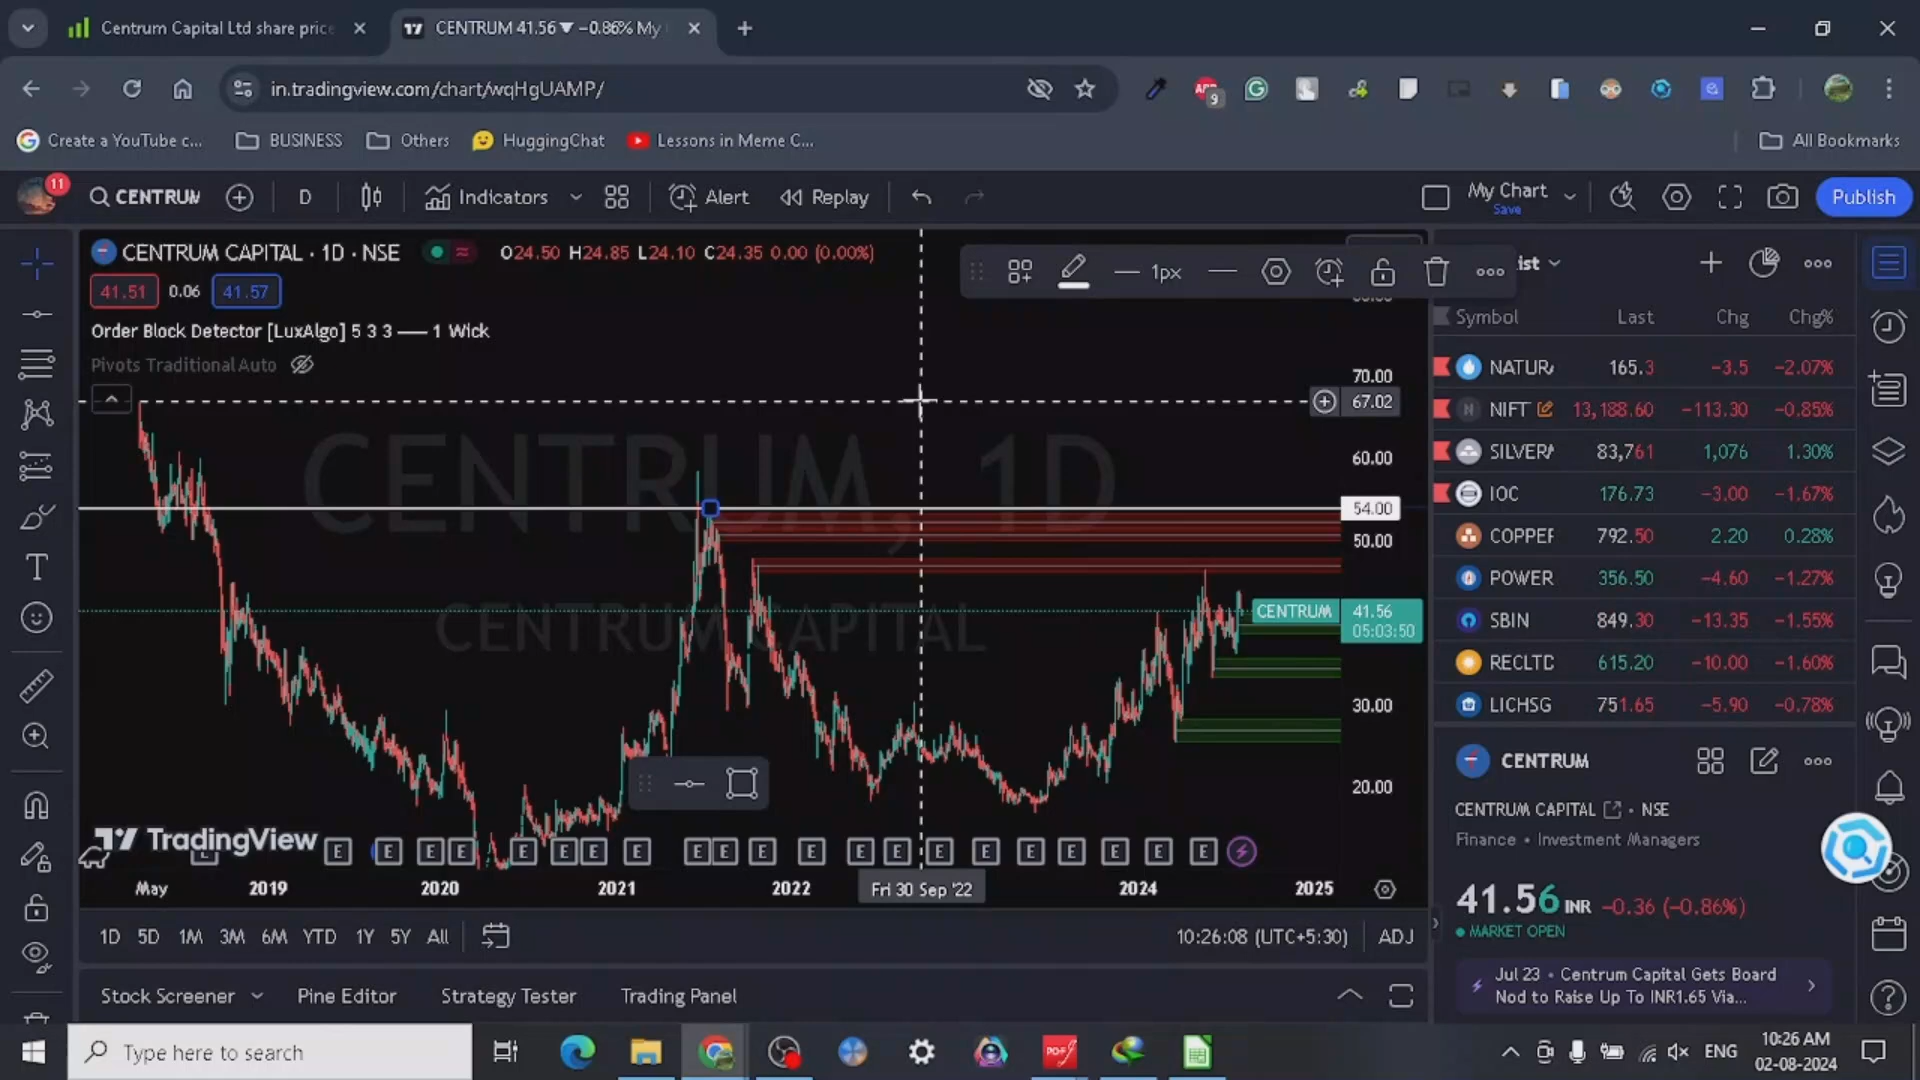 Centrum Capital Ltd share price
CENTRUM 41.56 ▼ −0.86% My
in.tradingview.com/chart/wqHgUAMP/
9
Create a YouTube c...
BUSINESS
Others
HuggingChat
Lessons in Meme C...
All Bookmarks
11
CENTRUM
D
Indicators
Alert
Replay
My Chart
Save
Publish
CENTRUM CAPITAL · 1D · NSE
O24.50 H24.85 L24.10 C24.35 0.00 (0.00%)
41.51
0.06
41.57
1px
Order Block Detector [LuxAlgo] 5 3 3 —— 1 Wick
Pivots Traditional Auto
CENTRUM, 1D
CENTRUM CAPITAL
70.00
67.02
60.00
54.00
50.00
CENTRUM
41.56
05:03:50
30.00
20.00
TradingView
E E E E E E E E E E E E E E E E E E E E E
May
2019
2020
2021
2022
Fri 30 Sep '22
2024
2025
1D 5D 1M 3M 6M YTD 1Y 5Y All
10:26:08 (UTC+5:30)
ADJ
Stock Screener
Pine Editor
Strategy Tester
Trading Panel
ist
Symbol Last Chg Chg%
NATUR 165.3 −3.5 −2.07%
NIFT 13,188.60 −113.30 −0.85%
SILVER 83,761 1,076 1.30%
IOC 176.73 −3.00 −1.67%
COPPER 792.50 2.20 0.28%
POWER 356.50 −4.60 −1.27%
SBIN 849.30 −13.35 −1.55%
RECLTD 615.20 −10.00 −1.60%
LICHSG 751.65 −5.90 −0.78%
CENTRUM
CENTRUM CAPITAL · NSE
Finance · Investment Managers
41.56 INR −0.36 (−0.86%)
MARKET OPEN
Jul 23 · Centrum Capital Gets Board
Nod to Raise Up To INR1.65 Via...
Type here to search
ENG
10:26 AM
02-08-2024